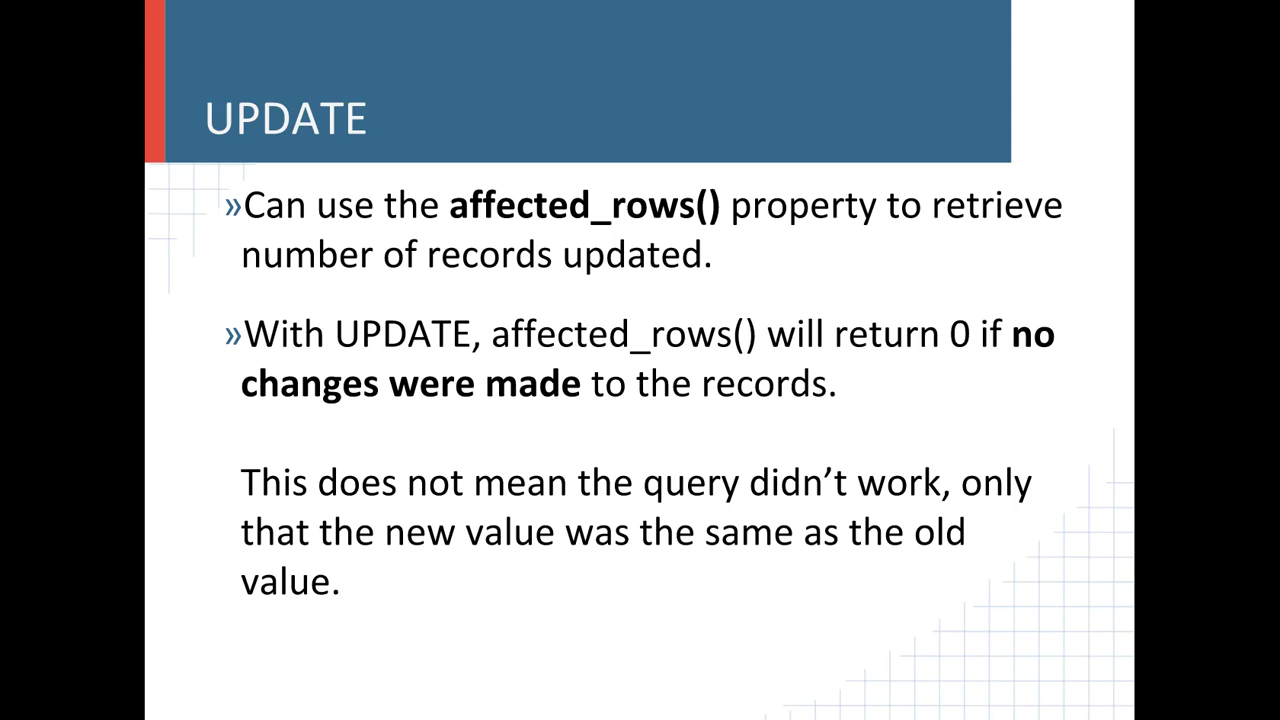 UPDATE
»Can use the affected_rows() property to retrieve
number of records updated.
»With UPDATE, affected_rows() will return 0 if no
changes were made to the records.
This does not mean the query didn’t work, only
that the new value was the same as the old
value.